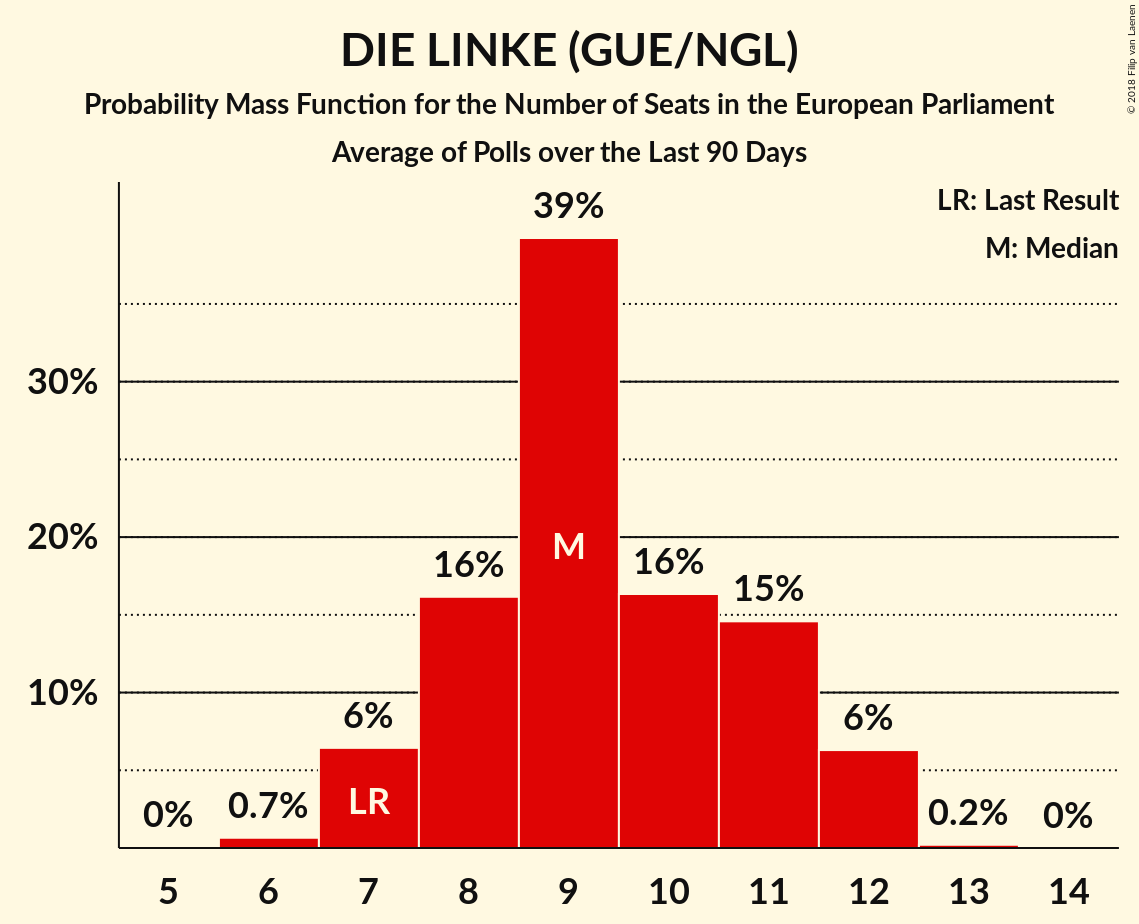 DIE LINKE (GUE/NGL)
Probability Mass Function for the Number of Seats in the European Parliament
Average of Polls over the Last 90 Days
© 2018 Filip van Laenen
LR: Last Result
M: Median
39%
30%
20%
10%
0%
0.7%
6%
16%
16%
15%
6%
0.2%
0%
M
LR
5 6 7 8 9 10 11 12 13 14